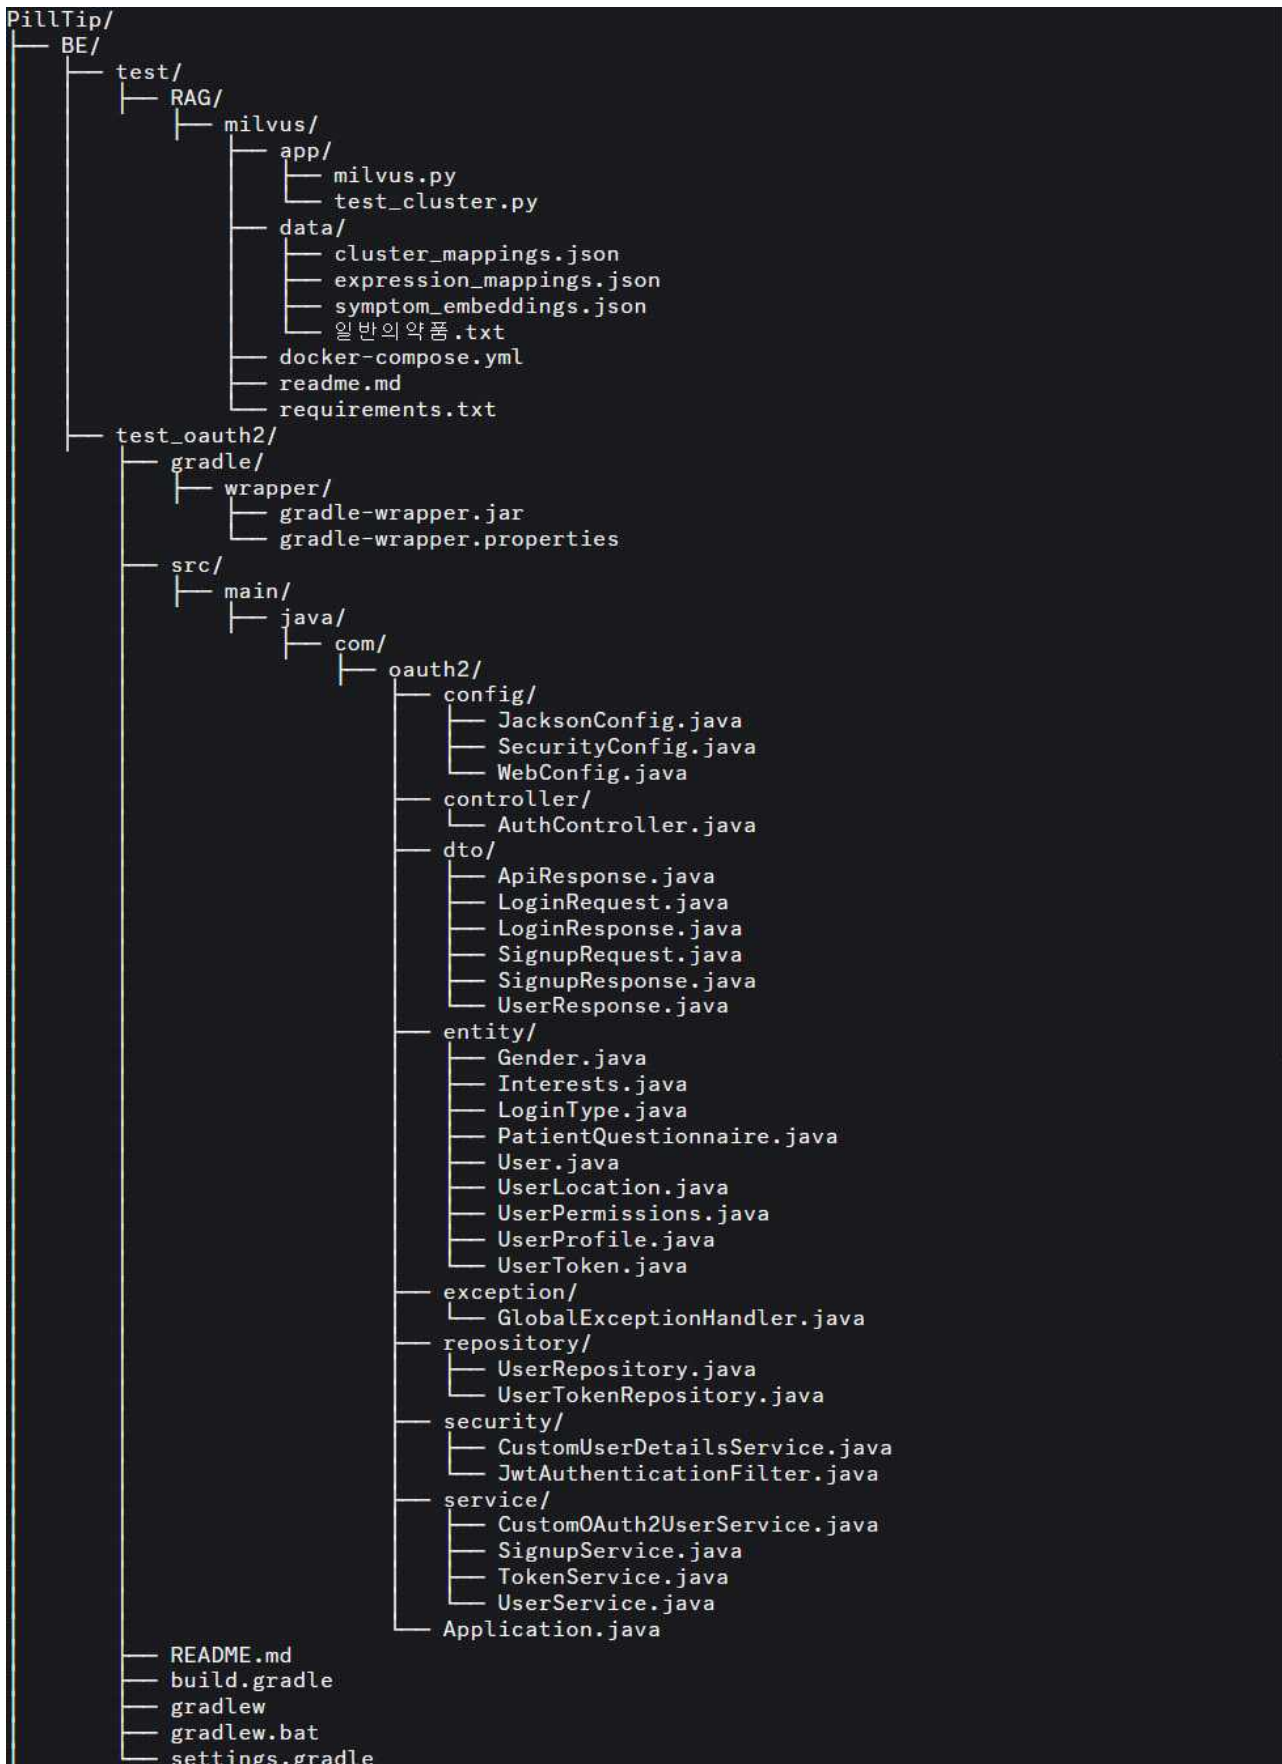 PillTip/
├── BE/
│   ├── test/
│   │   ├── RAG/
│   │   │   ├── milvus/
│   │   │   │   ├── app/
│   │   │   │   │   ├── milvus.py
│   │   │   │   │   └── test_cluster.py
│   │   │   │   ├── data/
│   │   │   │   │   ├── cluster_mappings.json
│   │   │   │   │   ├── expression_mappings.json
│   │   │   │   │   ├── symptom_embeddings.json
│   │   │   │   │   └── 일반의약품.txt
│   │   │   │   ├── docker-compose.yml
│   │   │   │   ├── readme.md
│   │   │   │   └── requirements.txt
│   ├── test_oauth2/
│   │   ├── gradle/
│   │   │   ├── wrapper/
│   │   │   │   ├── gradle-wrapper.jar
│   │   │   │   └── gradle-wrapper.properties
│   │   ├── src/
│   │   │   ├── main/
│   │   │   │   ├── java/
│   │   │   │   │   ├── com/
│   │   │   │   │   │   ├── oauth2/
│   │   │   │   │   │   │   ├── config/
│   │   │   │   │   │   │   │   ├── JacksonConfig.java
│   │   │   │   │   │   │   │   ├── SecurityConfig.java
│   │   │   │   │   │   │   │   └── WebConfig.java
│   │   │   │   │   │   │   ├── controller/
│   │   │   │   │   │   │   │   └── AuthController.java
│   │   │   │   │   │   │   ├── dto/
│   │   │   │   │   │   │   │   ├── ApiResponse.java
│   │   │   │   │   │   │   │   ├── LoginRequest.java
│   │   │   │   │   │   │   │   ├── LoginResponse.java
│   │   │   │   │   │   │   │   ├── SignupRequest.java
│   │   │   │   │   │   │   │   ├── SignupResponse.java
│   │   │   │   │   │   │   │   └── UserResponse.java
│   │   │   │   │   │   │   ├── entity/
│   │   │   │   │   │   │   │   ├── Gender.java
│   │   │   │   │   │   │   │   ├── Interests.java
│   │   │   │   │   │   │   │   ├── LoginType.java
│   │   │   │   │   │   │   │   ├── PatientQuestionnaire.java
│   │   │   │   │   │   │   │   ├── User.java
│   │   │   │   │   │   │   │   ├── UserLocation.java
│   │   │   │   │   │   │   │   ├── UserPermissions.java
│   │   │   │   │   │   │   │   ├── UserProfile.java
│   │   │   │   │   │   │   │   └── UserToken.java
│   │   │   │   │   │   │   ├── exception/
│   │   │   │   │   │   │   │   └── GlobalExceptionHandler.java
│   │   │   │   │   │   │   ├── repository/
│   │   │   │   │   │   │   │   ├── UserRepository.java
│   │   │   │   │   │   │   │   └── UserTokenRepository.java
│   │   │   │   │   │   │   ├── security/
│   │   │   │   │   │   │   │   ├── CustomUserDetailsService.java
│   │   │   │   │   │   │   │   └── JwtAuthenticationFilter.java
│   │   │   │   │   │   │   ├── service/
│   │   │   │   │   │   │   │   ├── CustomOAuth2UserService.java
│   │   │   │   │   │   │   │   ├── SignupService.java
│   │   │   │   │   │   │   │   ├── TokenService.java
│   │   │   │   │   │   │   │   └── UserService.java
│   │   │   │   │   │   │   └── Application.java
│   │   ├── README.md
│   │   ├── build.gradle
│   │   ├── gradlew
│   │   ├── gradlew.bat
│   │   └── settings.gradle